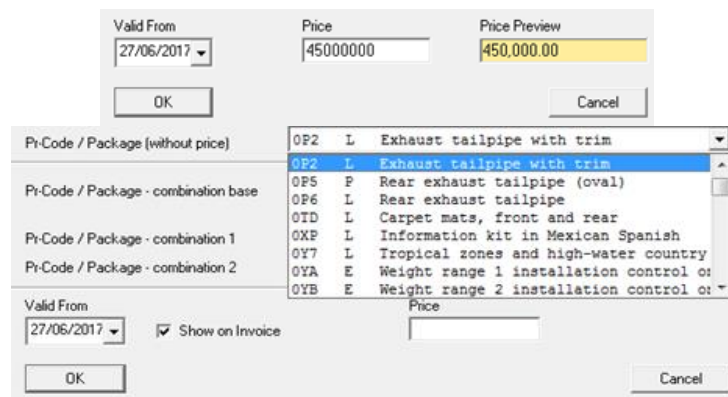 Valid From Price Price Preview
27/06/2017 45000000 450,000.00
OK Cancel
Pr-Code / Package (without price) 0P2 L Exhaust tailpipe with trim
0P2 L Exhaust tailpipe with trim
Pr-Code / Package - combination base 0P5 P Rear exhaust tailpipe (oval)
0P6 L Rear exhaust tailpipe
0TD L Carpet mats, front and rear
Pr-Code / Package - combination 1 0XP L Information kit in Mexican Spanish
Pr-Code / Package - combination 2 0Y7 L Tropical zones and high-water country
0YA E Weight range 1 installation control
0YB E Weight range 2 installation control
Valid From Price
27/06/2017 Show on Invoice
OK Cancel